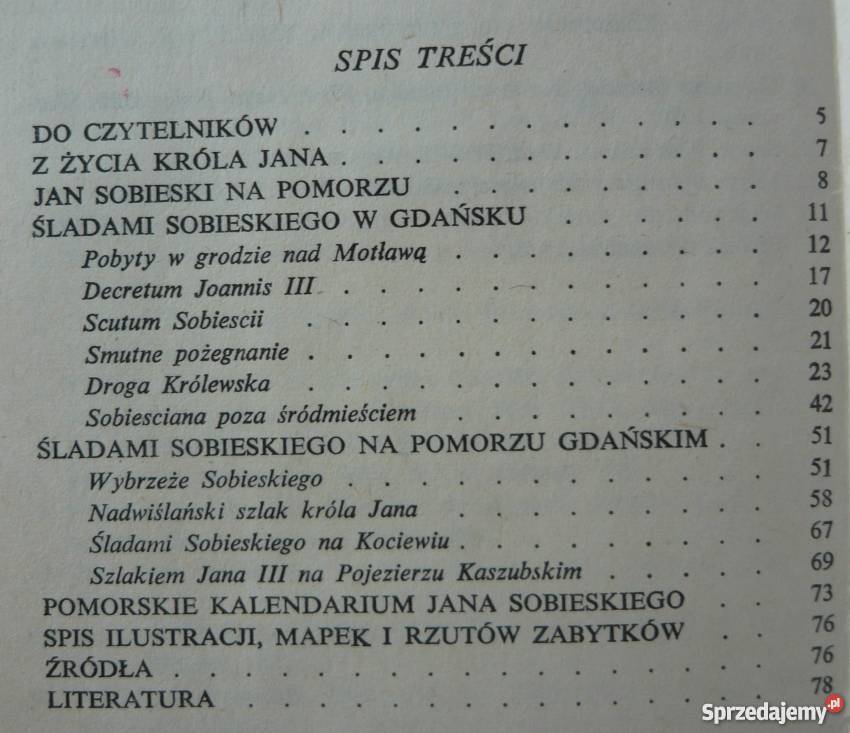 SPIS TREŚCI
DO CZYTELNIKÓW . . . . . . . . . . . . . 5
Z ŻYCIA KRÓLA JANA . . . . . . . . . . . . 7
JAN SOBIESKI NA POMORZU . . . . . . . . . 8
ŚLADAMI SOBIESKIEGO W GDAŃSKU . . . . . . 11
Pobyty w grodzie nad Motławą . . . . . . . . . 12
Decretum Joannis III . . . . . . . . . . . . 17
Scutum Sobiescii . . . . . . . . . . . . 20
Smutne pożegnanie . . . . . . . . . . . . 21
Droga Królewska . . . . . . . . . . . . 23
Sobiesciana poza śródmieściem . . . . . . . . 42
ŚLADAMI SOBIESKIEGO NA POMORZU GDAŃSKIM . . 51
Wybrzeże Sobieskiego . . . . . . . . . . . 51
Nadwiślański szlak króla Jana . . . . . . . . 58
Śladami Sobieskiego na Kociewiu . . . . . . . . 67
Szlakiem Jana III na Pojezierzu Kaszubskim . . . . . 69
POMORSKIE KALENDARIUM JANA SOBIESKIEGO . . 73
SPIS ILUSTRACJI, MAPEK I RZUTÓW ZABYTKÓW . . 76
ŹRÓDŁA . . . . . . . . . . . . . . . 76
LITERATURA . . . . . . . . . . . . . 78
Sprzedajemy.pl